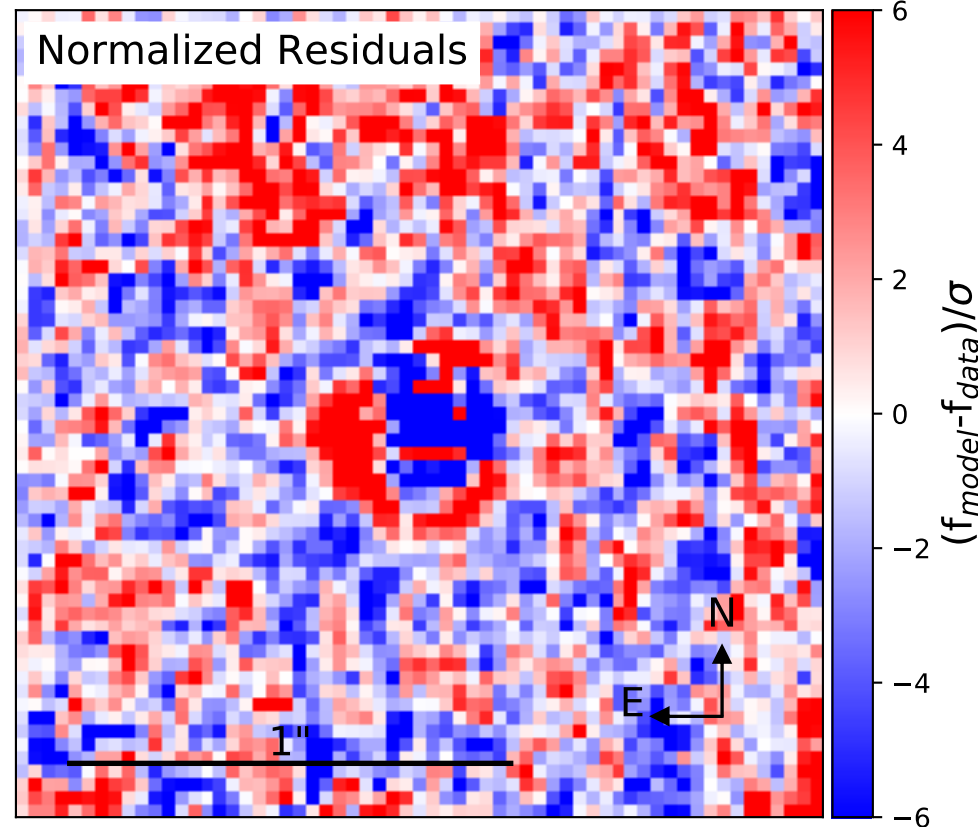 Normalized Residuals
6
4
2
0
−2
−4
−6
(f_model-f_data)/σ
N
E
1"